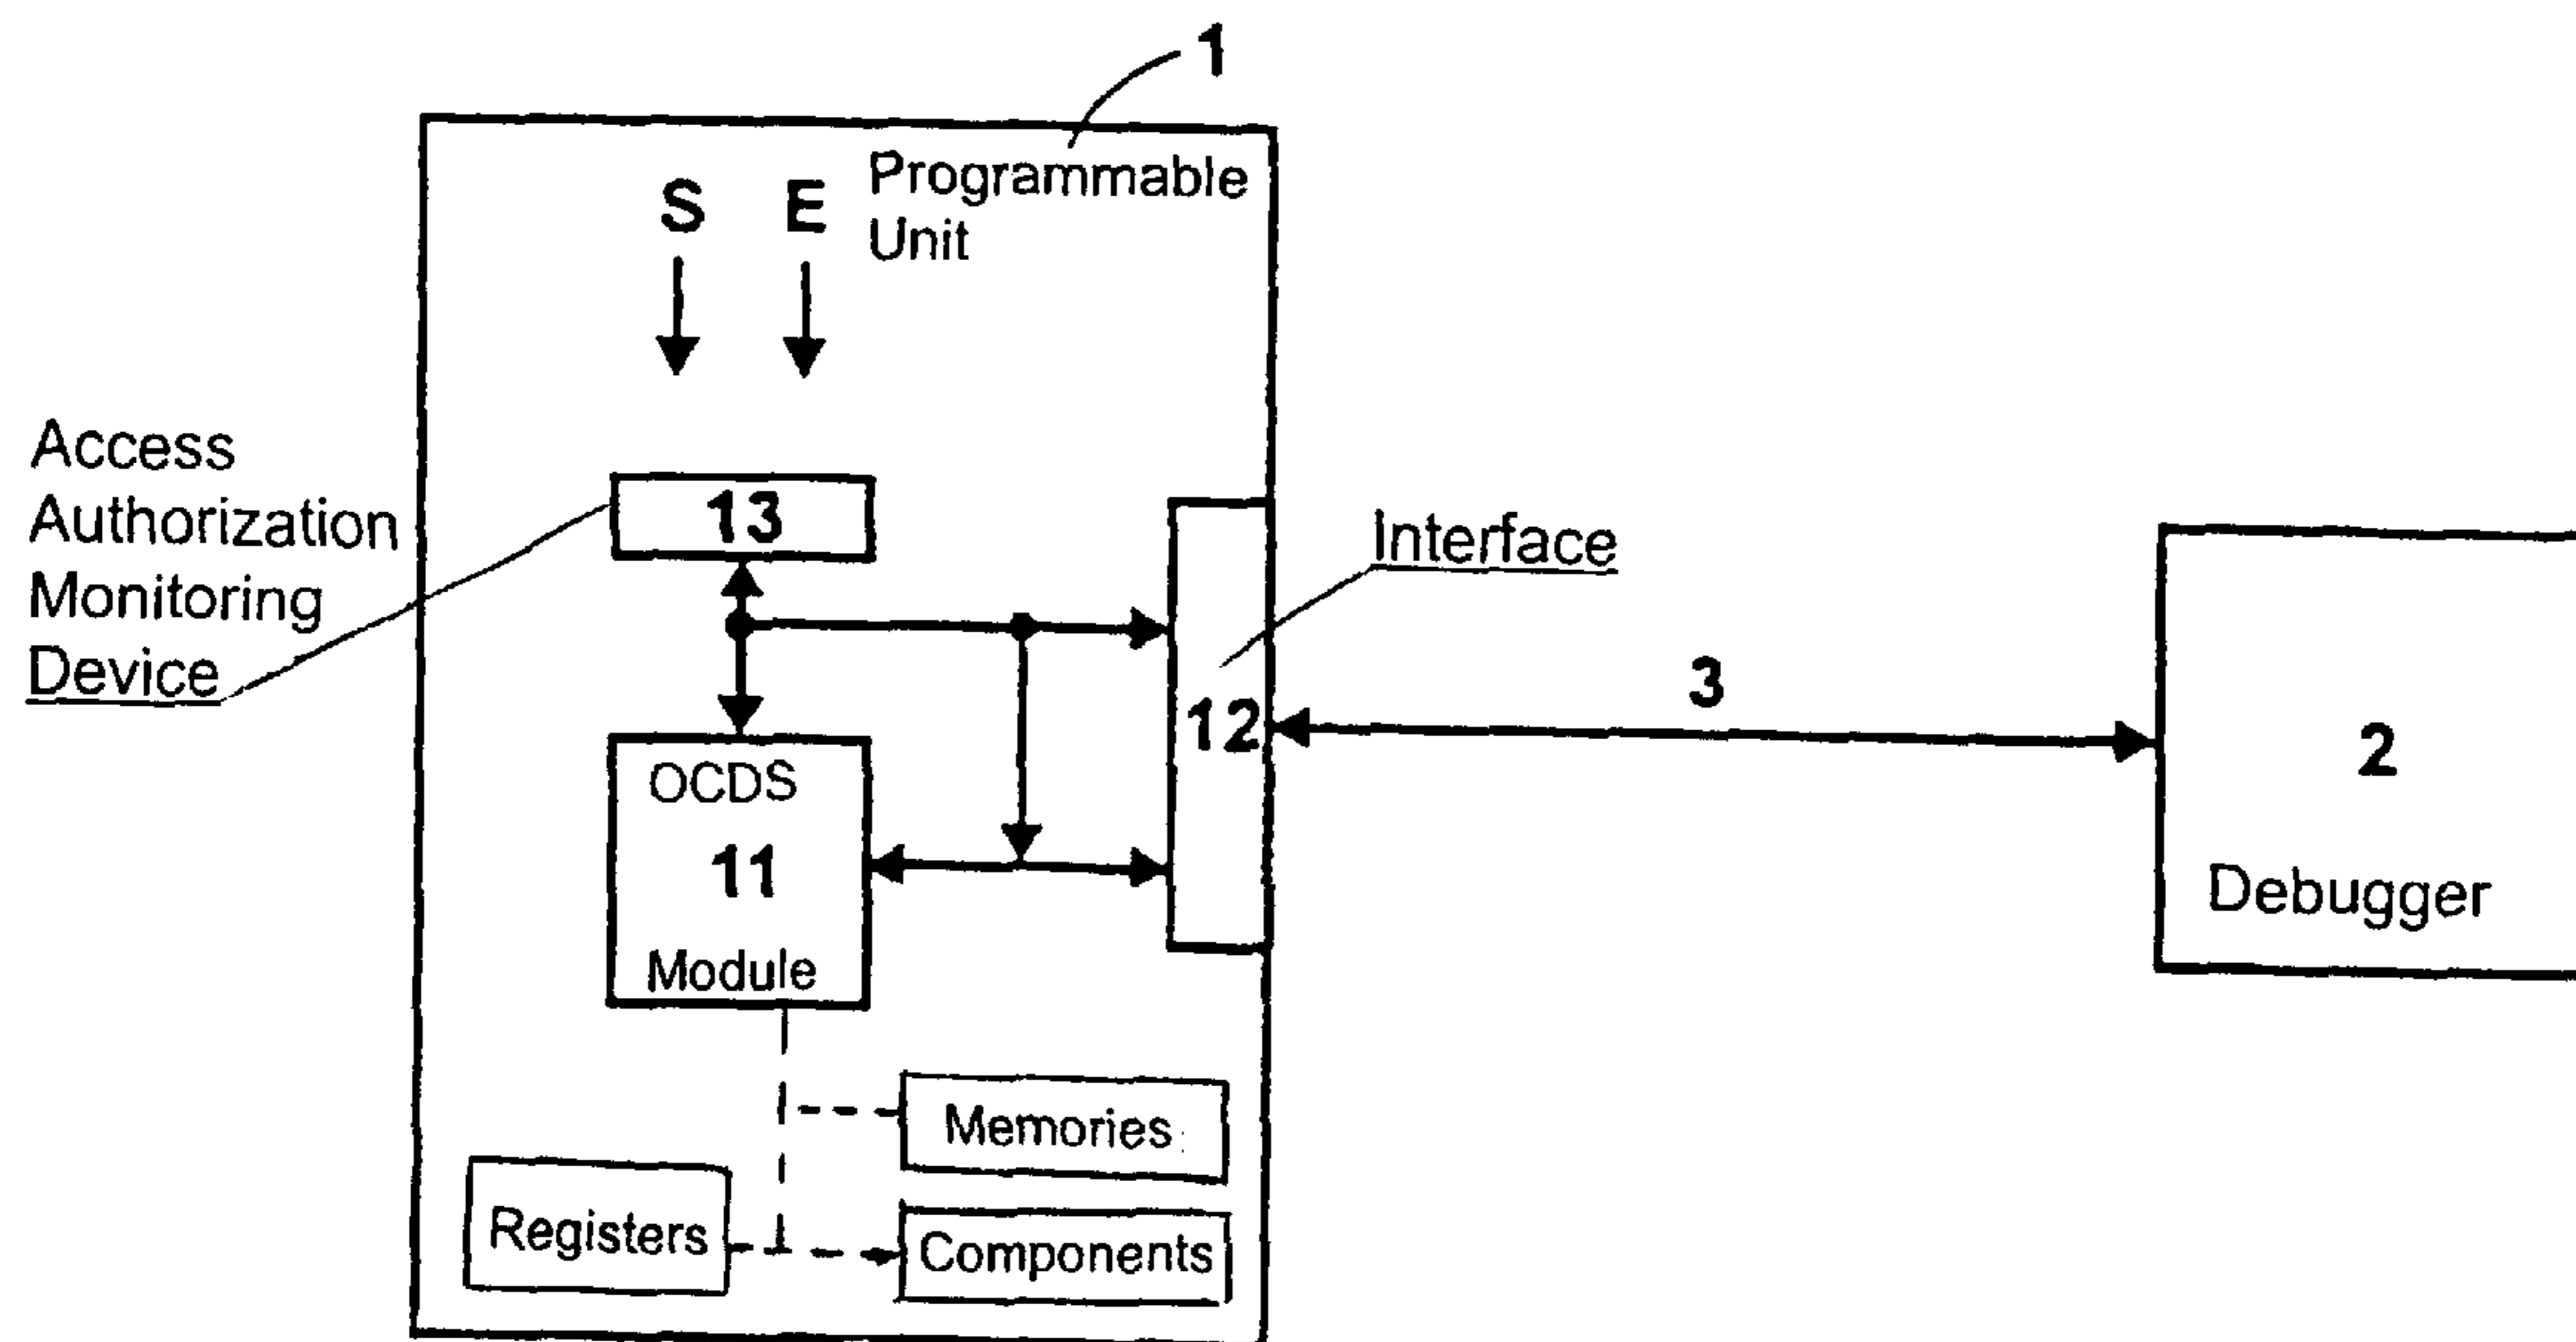 1
Programmable
Unit
S E
Access
Authorization
Monitoring
Device
13
Interface
12
3
2
Debugger
OCDS
11
Module
Memories
Registers
Components